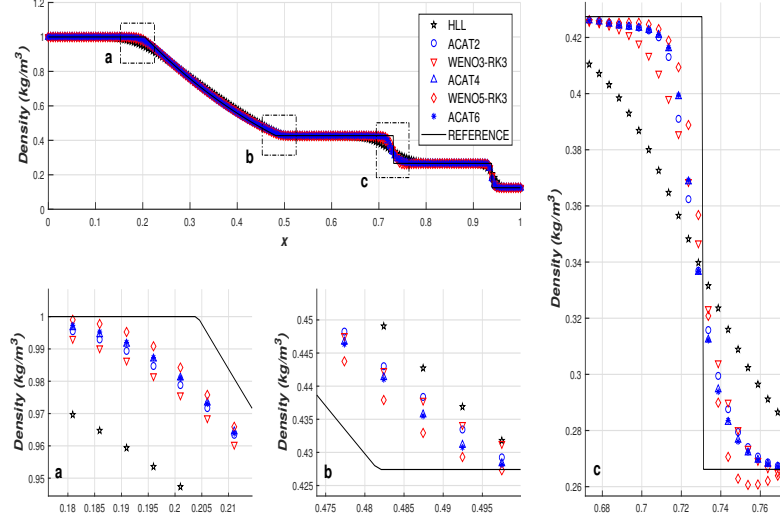 1.2
1
0.8
0.6
0.4
0.2
0
Density (kg/m³)
0 0.1 0.2 0.3 0.4 0.5 0.6 0.7 0.8 0.9 1
x
a
b
c
HLL
ACAT2
WENO3-RK3
ACAT4
WENO5-RK3
ACAT6
REFERENCE
1
0.99
0.98
0.97
0.96
0.95
Density (kg/m³)
a
0.18 0.185 0.19 0.195 0.2 0.205 0.21
0.45
0.445
0.444
0.439
0.43
0.425
Density (kg/m³)
b
0.475 0.48 0.485 0.49 0.495
0.42
0.4
0.38
0.36
0.34
0.32
0.3
0.28
0.26
Density (kg/m³)
c
0.68 0.7 0.72 0.74 0.76